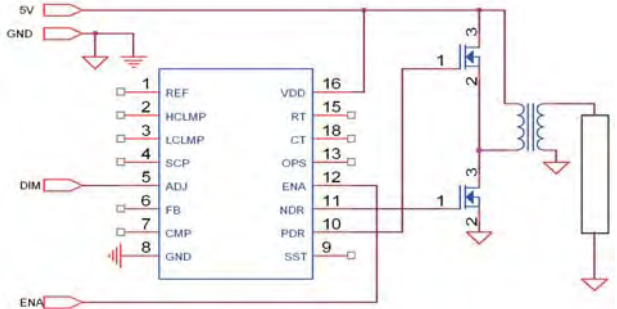 5V
GND
1 REF VDD 16
2 HCLMP RT 15
3 LCLMP CT 18
4 SCP OPS 13
DIM 5 ADJ ENA 12
6 FB NDR 11
7 CMP PDR 10
8 GND SST 9
ENA
1 3 2
1 3 2